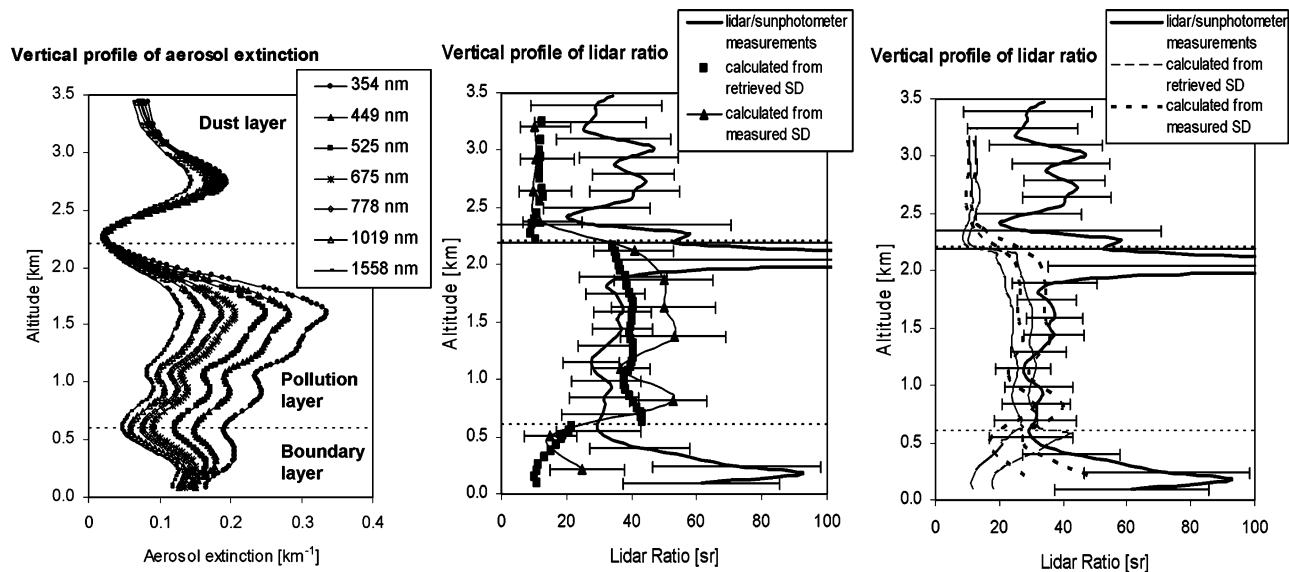 Vertical profile of aerosol extinction
354 nm
449 nm
525 nm
675 nm
778 nm
1019 nm
1558 nm
Dust layer
Pollution
layer
Boundary
layer
3.5
3.0
2.5
2.0
1.5
1.0
0.5
0.0
Altitude [km]
0
0.1
0.2
0.3
0.4
Aerosol extinction [km-1]
Vertical profile of lidar ratio
lidar/sunphotometer
measurements
calculated from
retrieved SD
calculated from
measured SD
3.5
3.0
2.5
2.0
1.5
1.0
0.5
0.0
Altitude [km]
0
20
40
60
80
100
Lidar Ratio [sr]
Vertical profile of lidar ratio
lidar/sunphotometer
measurements
calculated from
retrieved SD
calculated from
measured SD
3.5
3.0
2.5
2.0
1.5
1.0
0.5
0.0
Altitude [km]
0
20
40
60
80
100
Lidar Ratio [sr]